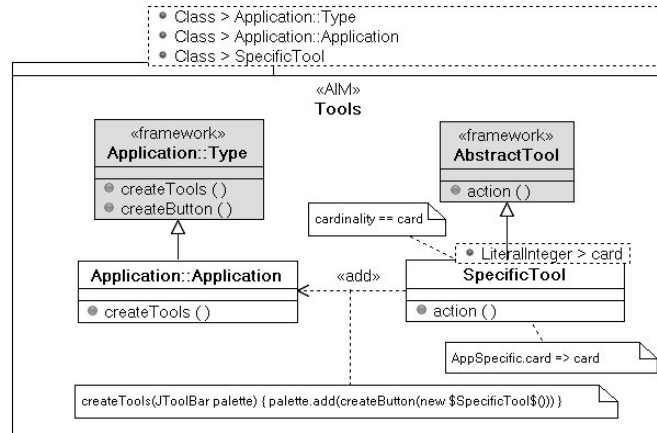 Class > Application::Type
Class > Application::Application
Class > SpecificTool
«AIM»
Tools
«framework»
Application::Type
createTools ( )
createButton ( )
«framework»
AbstractTool
action ( )
cardinality == card
LiteralInteger > card
Application::Application
createTools ( )
«add»
SpecificTool
action ( )
AppSpecific.card => card
createTools(JToolBar palette) { palette.add(createButton(new $SpecificTool$())) }